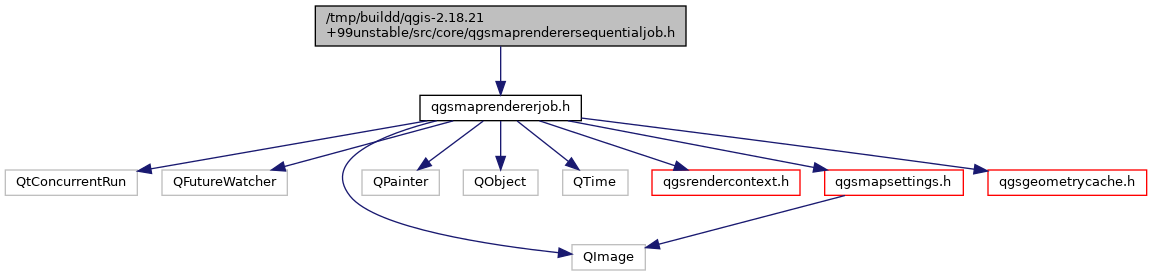 /tmp/buildd/qgis-2.18.21
+99unstable/src/core/qgsmaprenderersequentialjob.h
qgsmaprendererjob.h
QtConcurrentRun
QFutureWatcher
QPainter
QObject
QTime
qgsrendercontext.h
qgsmapsettings.h
qgsgeometrycache.h
QImage